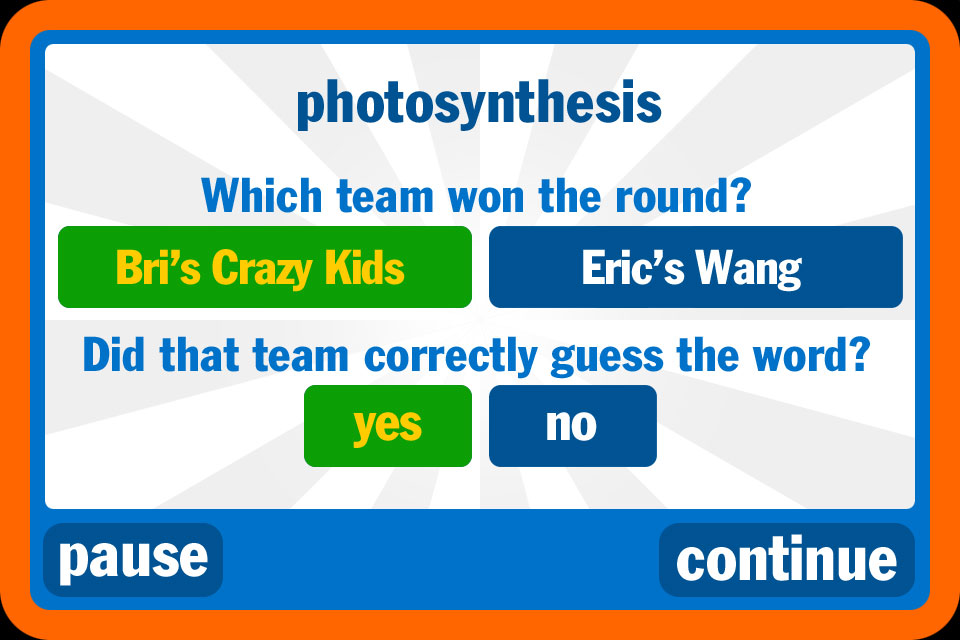 photosynthesis
Which team won the round?
Bri's Crazy Kids Eric's Wang
Did that team correctly guess the word?
yes no
pause continue